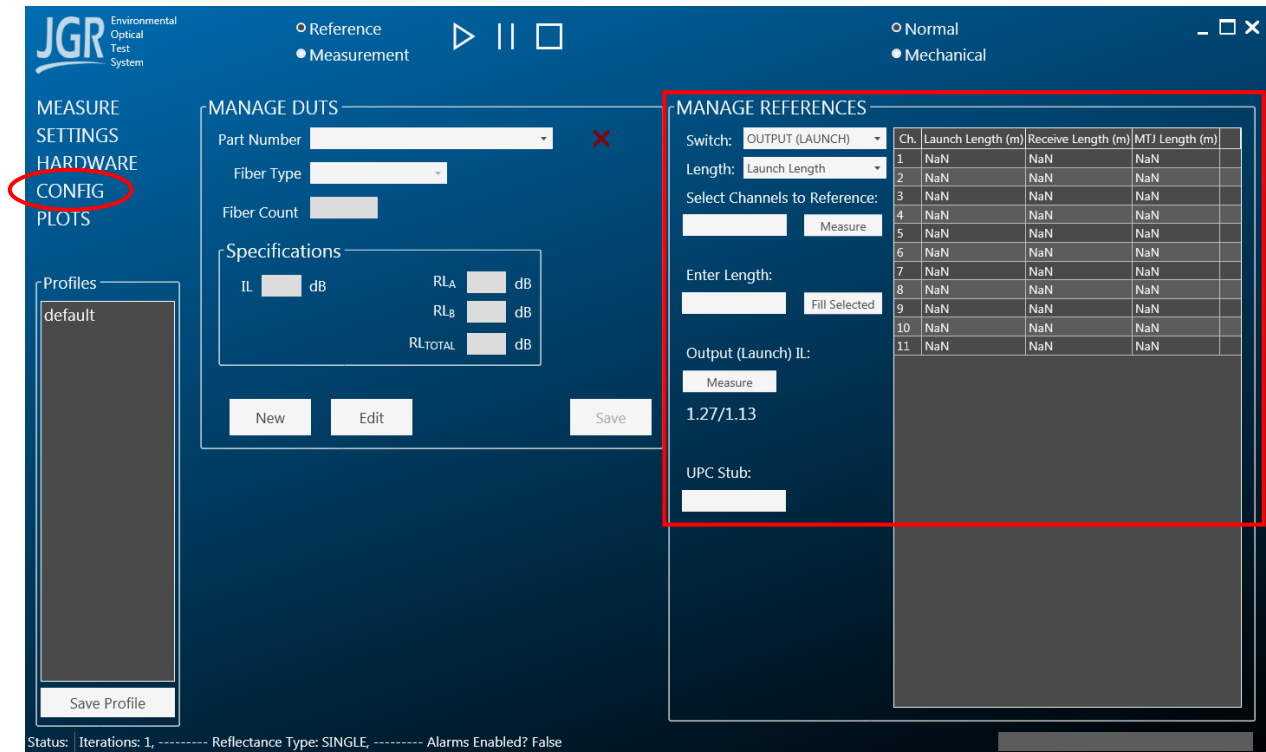 JGR Environmental
Optical
Test
System
Reference
Measurement
Normal
Mechanical
MEASURE
SETTINGS
HARDWARE
CONFIG
PLOTS
Profiles
default
Save Profile
MANAGE DUTS
Part Number
Fiber Type
Fiber Count
Specifications
IL dB
RLA dB
RLB dB
RLTOTAL dB
New Edit Save
MANAGE REFERENCES
Switch: OUTPUT (LAUNCH)
Length: Launch Length
Select Channels to Reference:
Measure
Enter Length:
Fill Selected
Output (Launch) IL:
Measure
1.27/1.13
UPC Stub:
Ch. Launch Length (m) Receive Length (m) MTJ Length (m)
1 NaN NaN NaN
2 NaN NaN NaN
3 NaN NaN NaN
4 NaN NaN NaN
5 NaN NaN NaN
6 NaN NaN NaN
7 NaN NaN NaN
8 NaN NaN NaN
9 NaN NaN NaN
10 NaN NaN NaN
11 NaN NaN NaN
Status: Iterations: 1, --------- Reflectance Type: SINGLE, --------- Alarms Enabled? False